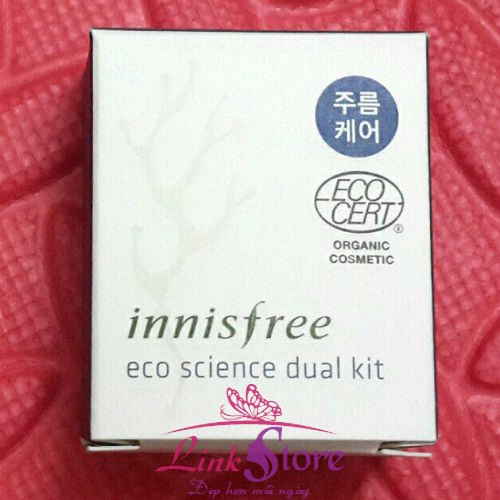 주름
케어
ECO
CERT
®
ORGANIC
COSMETIC
innisfree
eco science dual kit
Link Store
Đẹp hơn mỗi ngày